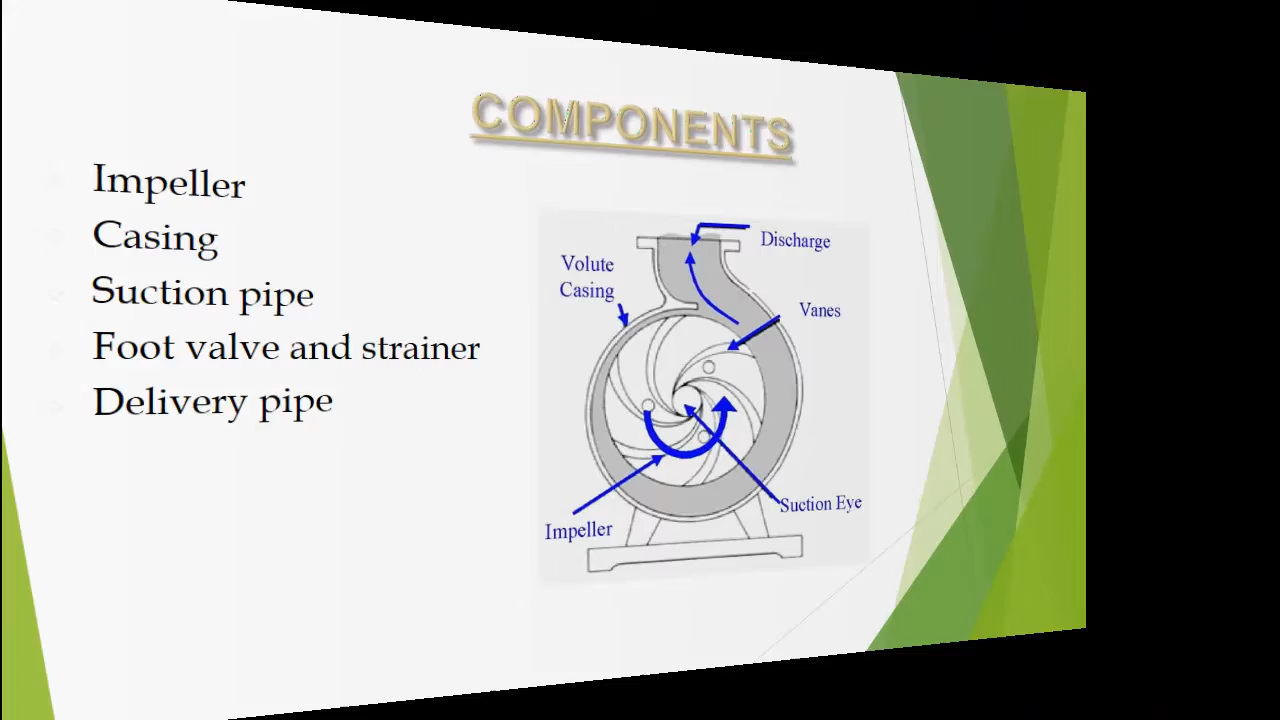 COMPONENTS
Impeller
Casing
Suction pipe
Foot valve and strainer
Delivery pipe
Discharge
Volute
Casing
Vanes
Suction Eye
Impeller